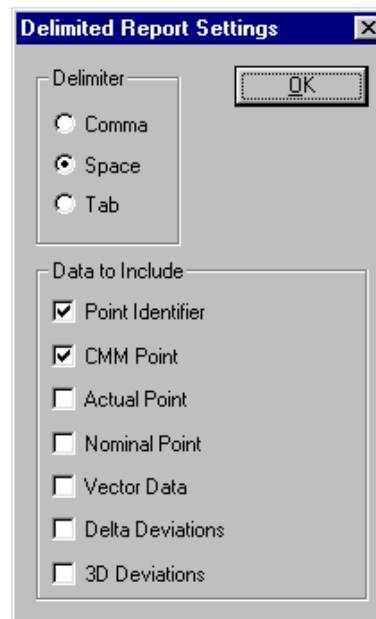 Delimited Report Settings
Delimiter
OK
Comma
Space
Tab
Data to Include
Point Identifier
CMM Point
Actual Point
Nominal Point
Vector Data
Delta Deviations
3D Deviations